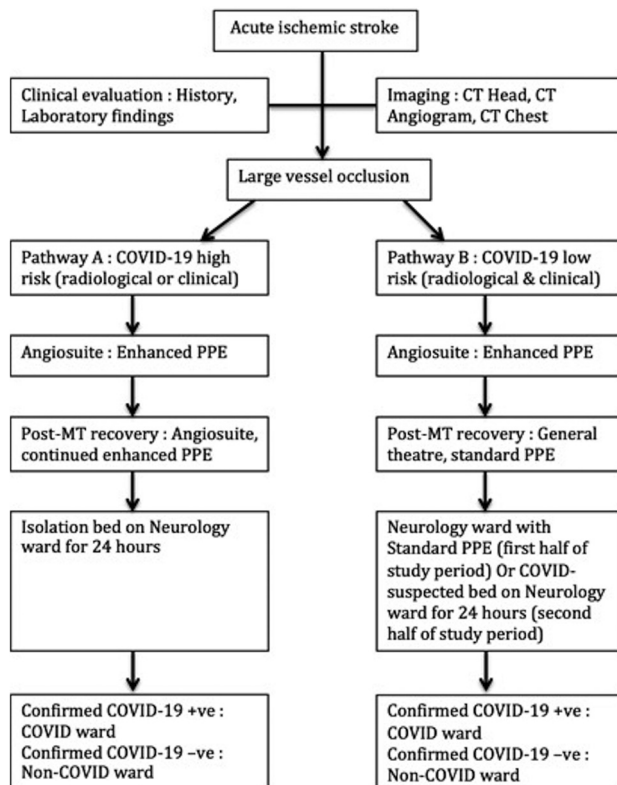 Acute ischemic stroke
Clinical evaluation : History,
Laboratory findings
Imaging : CT Head, CT
Angiogram, CT Chest
Large vessel occlusion
Pathway A : COVID-19 high
risk (radiological or clinical)
Pathway B : COVID-19 low
risk (radiological & clinical)
Angiosuite : Enhanced PPE
Angiosuite : Enhanced PPE
Post-MT recovery : Angiosuite,
continued enhanced PPE
Post-MT recovery : General
theatre, standard PPE
Isolation bed on Neurology
ward for 24 hours
Neurology ward with
Standard PPE (first half of
study period) Or COVID-
suspected bed on Neurology
ward for 24 hours (second
half of study period)
Confirmed COVID-19 +ve :
COVID ward
Confirmed COVID-19 –ve :
Non-COVID ward
Confirmed COVID-19 +ve :
COVID ward
Confirmed COVID-19 –ve :
Non-COVID ward